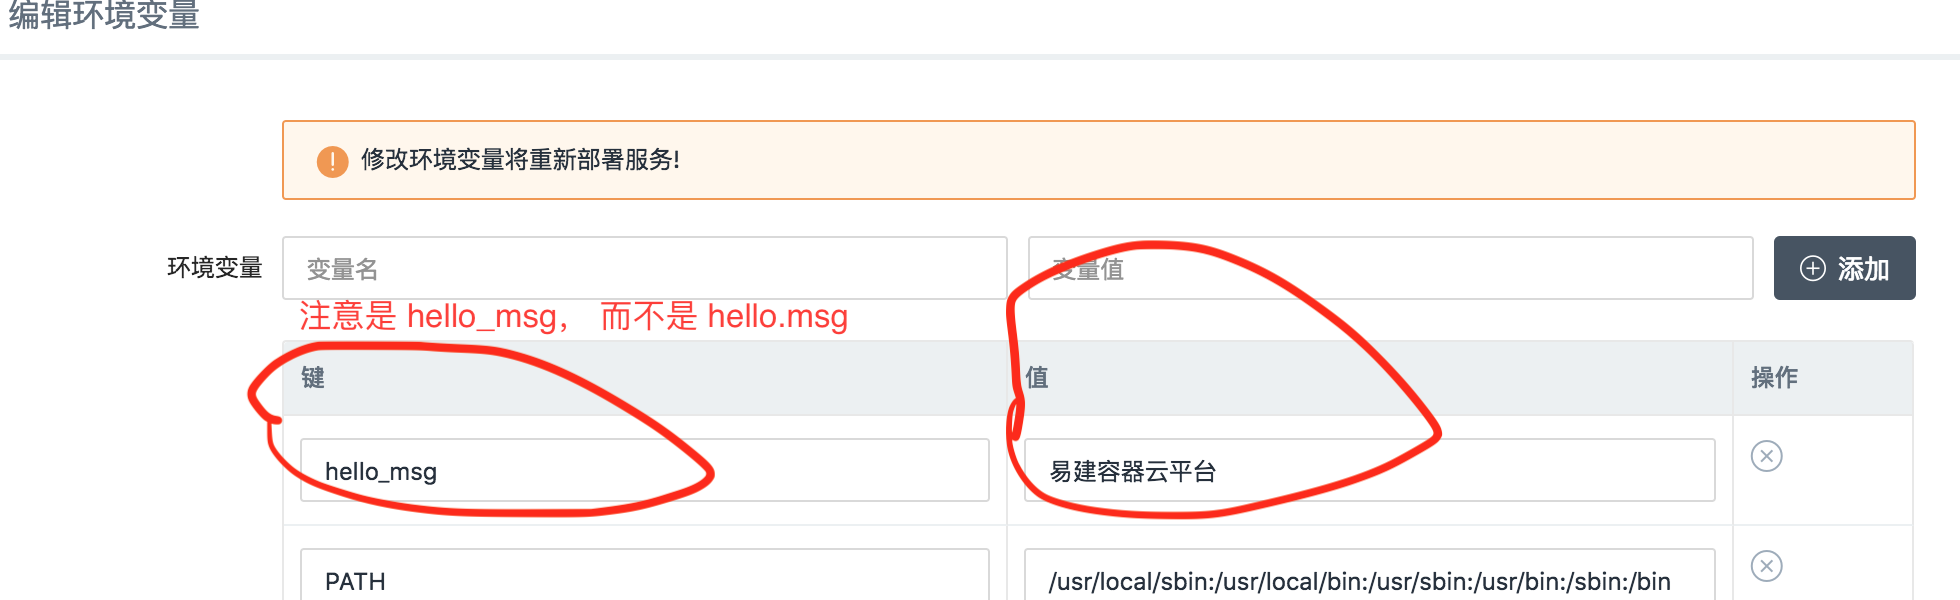 编辑环境变量
修改环境变量将重新部署服务!
环境变量 变量名 变量值 添加
注意是 hello_msg， 而不是 hello.msg
键 值 操作
hello_msg 易建容器云平台
PATH /usr/local/sbin:/usr/local/bin:/usr/sbin:/usr/bin:/sbin:/bin